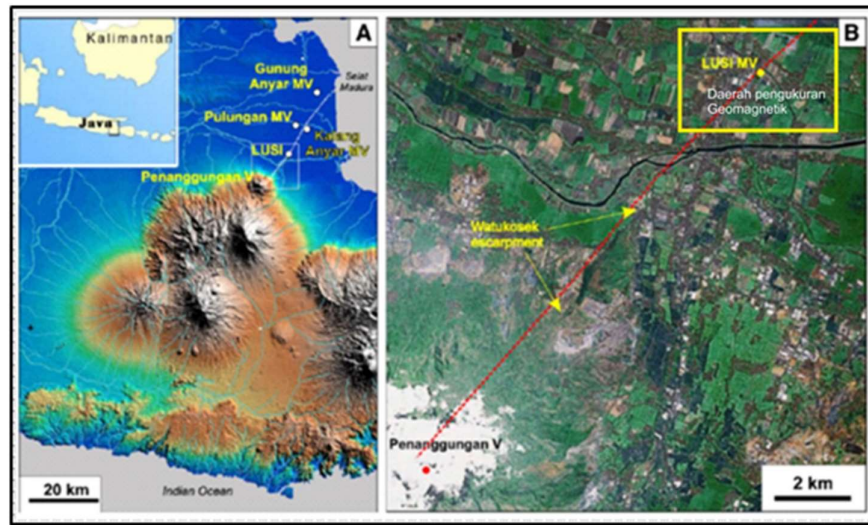 Kalimantan
Java
A
Gunung
Anyar MV
Selat
Madura
Pulungan MV
Kalang
Anyar MV
LUSI
Penanggungan V
20 km
Indian Ocean
B
LUSI MV
Daerah pengukuran
Geomagnetik
Watukosek
escarpment
Penanggungan V
2 km